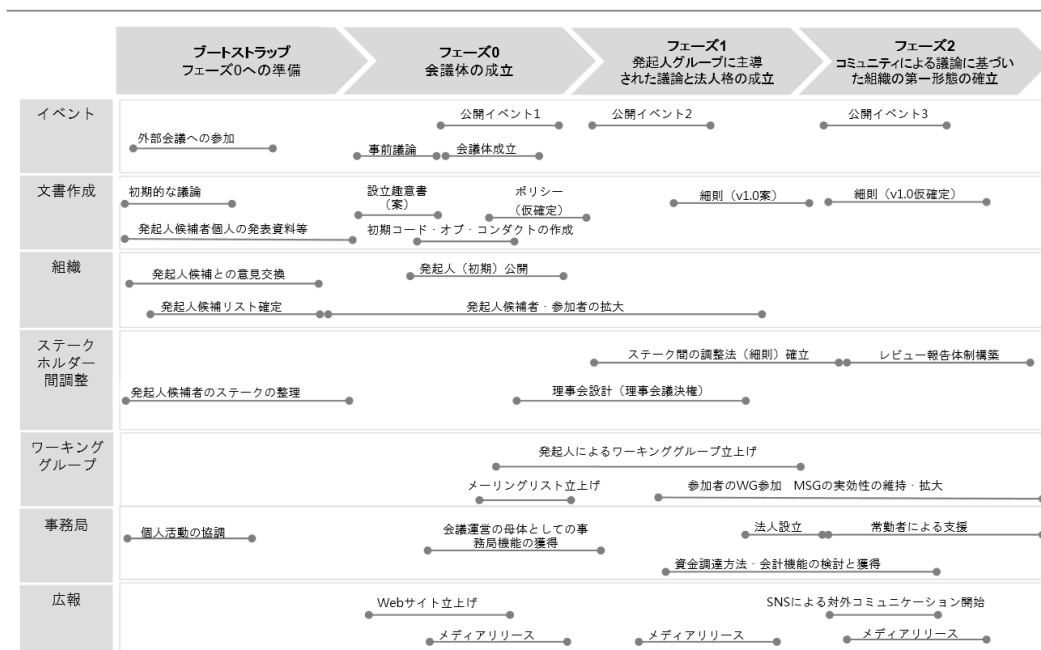 ブートストラップ
フェーズ0への準備
フェーズ0
会議体の成立
フェーズ1
発起人グループに主導
された議論と法人格の成立
フェーズ2
コミュニティによる議論に基づい
た組織の第一形態の確立
イベント
外部会議への参加
公開イベント1
事前議論
会議体成立
公開イベント2
公開イベント3
文書作成
初期的な議論
発起人候補者個人の発表資料等
設立趣意書
（案）
ポリシー
（仮確定）
初期コード・オブ・コンダクトの作成
細則（v1.0案）
細則（v1.0仮確定）
組織
発起人候補との意見交換
発起人（初期）公開
発起人候補リスト確定
発起人候補者・参加者の拡大
ステーク
ホルダー
間調整
ステーク間の調整法（細則）確立
レビュー報告体制構築
発起人候補者のステークの整理
理事会設計（理事会議決権）
ワーキング
グループ
発起人によるワーキンググループ立上げ
メーリングリスト立上げ
参加者のWG参加　MSGの実効性の維持・拡大
事務局
個人活動の協調
会議運営の母体としての事
務局機能の獲得
法人設立
常勤者による支援
資金調達方法・会計機能の検討と獲得
広報
Webサイト立上げ
SNSによる対外コミュニケーション開始
メディアリリース
メディアリリース
メディアリリース